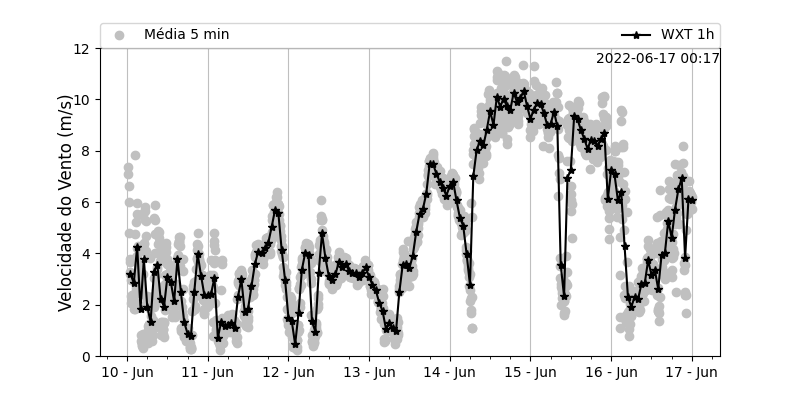 Média 5 min
WXT 1h
2022-06-17 00:17
Velocidade do Vento (m/s)
12
10
8
6
4
2
0
10 - Jun 11 - Jun 12 - Jun 13 - Jun 14 - Jun 15 - Jun 16 - Jun 17 - Jun